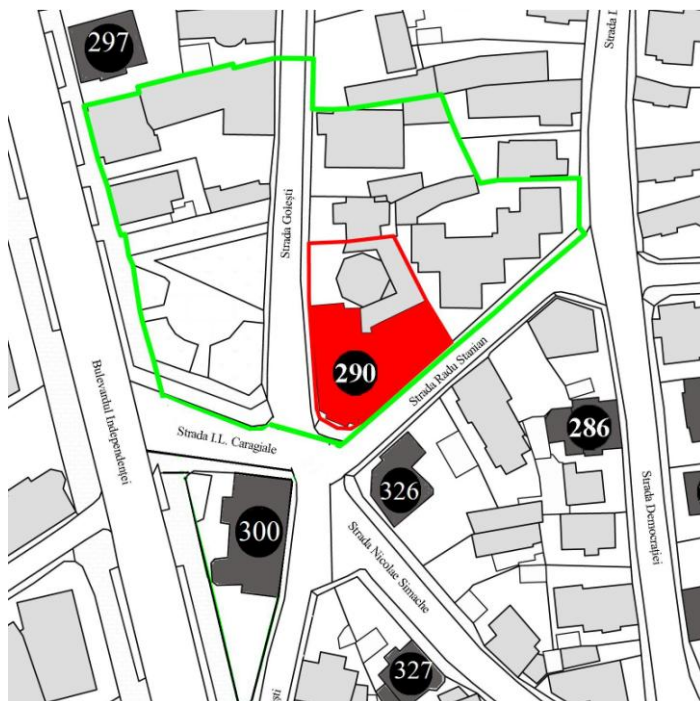 297
Strada Golești
290
Strada Radu Stanian
286
Bulevardul Independenței
Strada I.L. Caragiale
326
300
Strada Nicolae Simache
Strada Democrației
327